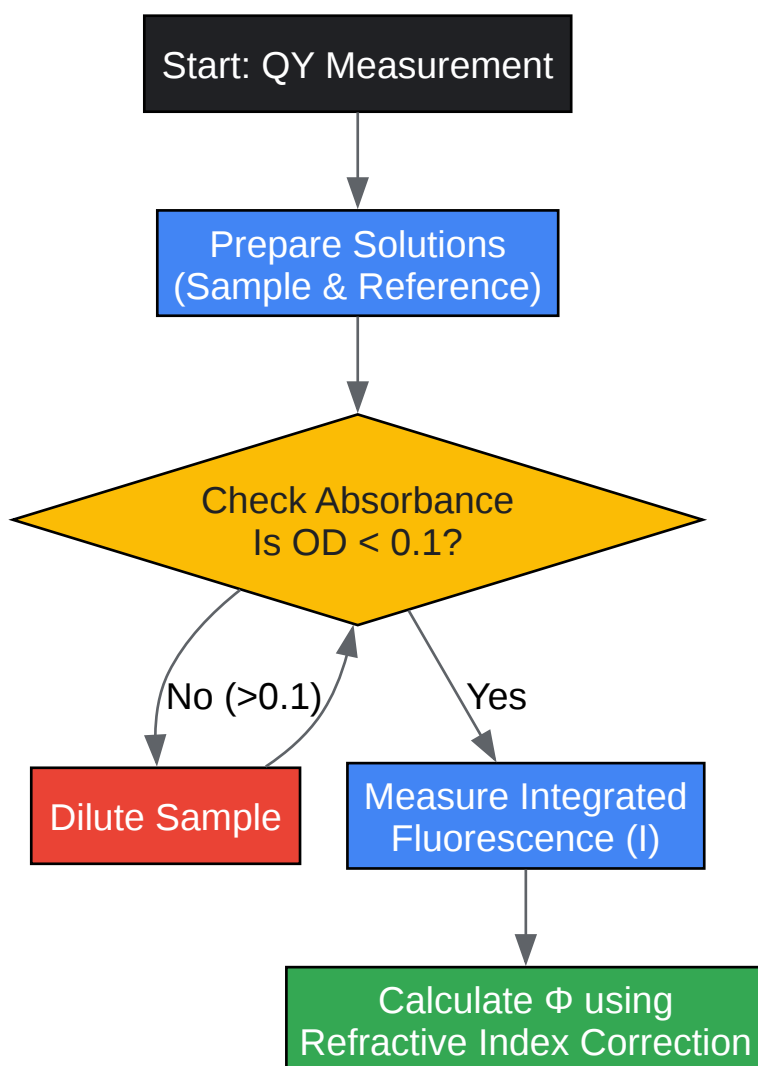 Start: QY Measurement
Prepare Solutions
(Sample & Reference)
Check Absorbance
Is OD < 0.1?
No (>0.1)
Yes
Dilute Sample
Measure Integrated
Fluorescence (I)
Calculate Φ using
Refractive Index Correction